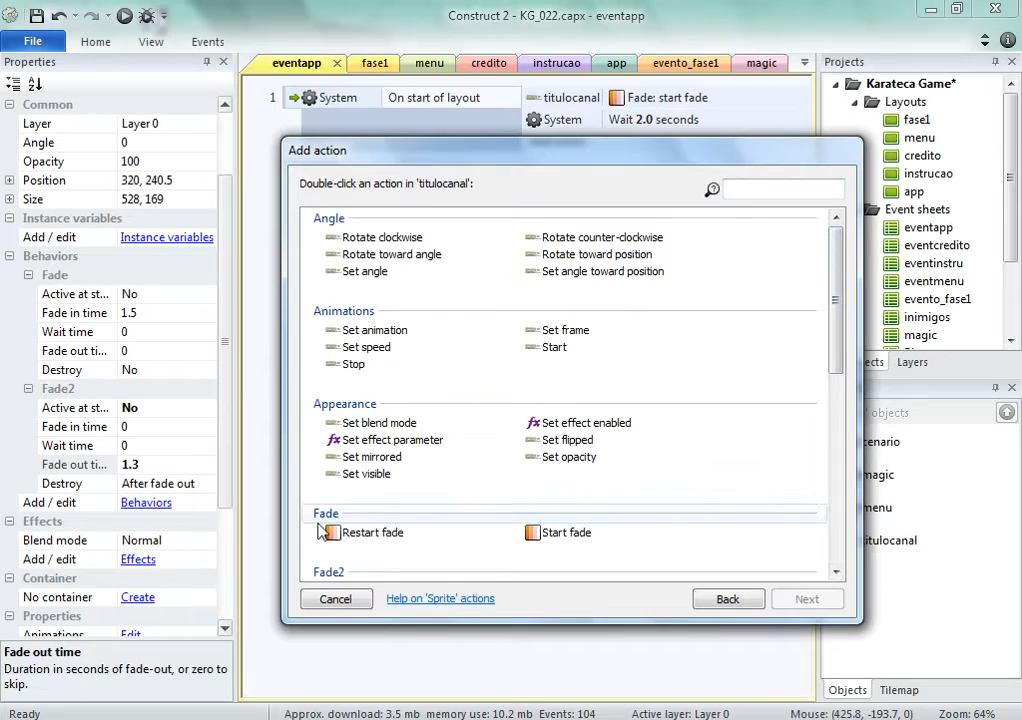 Construct 2 - KG_022.capx - eventapp
File Home View Events
Properties
Common
Layer Layer 0
Angle 0
Opacity 100
Position 320, 240.5
Size 528, 169
Instance variables
Add / edit Instance variables
Behaviors
Fade
Active at st... No
Fade in time 1.5
Wait time 0
Fade out ti... 0
Destroy No
Fade2
Active at st... No
Fade in time 0
Wait time 0
Fade out ti... 1.3
Destroy After fade out
Add / edit Behaviors
Effects
Blend mode Normal
Add / edit Effects
Container
No container Create
Properties
Animations Edit
Fade out time
Duration in seconds of fade-out, or zero to
skip.
eventapp fase1 menu credito instrucao app evento_fase1 magic
1 System On start of layout titulocanal Fade: start fade
System Wait 2.0 seconds
Add action
Double-click an action in 'titulocanal':
Angle
Rotate clockwise Rotate counter-clockwise
Rotate toward angle Rotate toward position
Set angle Set angle toward position
Animations
Set animation Set frame
Set speed Start
Stop
Appearance
Set blend mode fx Set effect enabled
fx Set effect parameter Set flipped
Set mirrored Set opacity
Set visible
Fade
Restart fade Start fade
Fade2
Cancel Help on 'Sprite' actions Back Next
Projects
Karateca Game*
Layouts
fase1
menu
credito
instrucao
app
Event sheets
eventapp
eventcredito
eventinstru
eventmenu
evento_fase1
inimigos
magic
ects Layers
objects
enario
magic
enu
itulocanal
Objects Tilemap
Ready Approx. download: 3.5 mb memory use: 10.2 mb Events: 104 Active layer: Layer 0 Mouse: (425.8, -193.7, 0) Zoom: 64%